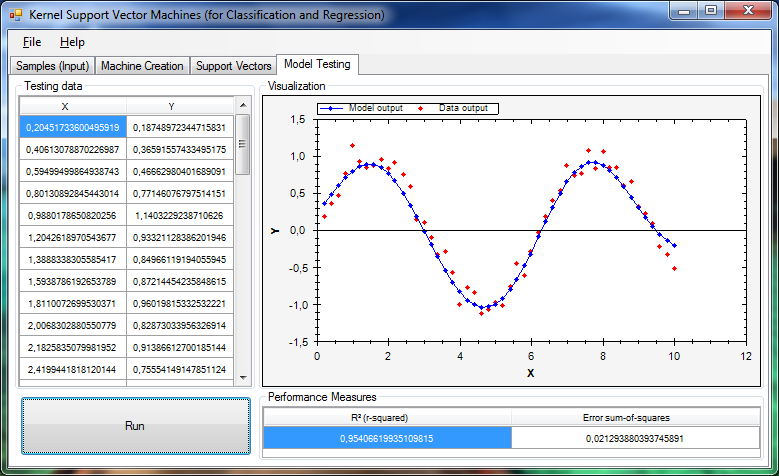 Kernel Support Vector Machines (for Classification and Regression)
File Help
Samples (Input) Machine Creation Support Vectors Model Testing
Testing data
X Y
0,20451733600495919 0,18748972344715831
0,40613078870226987 0,36591557433495175
0,59499499864938743 0,46662980401689091
0,80130892845443014 0,77146076797514151
0,9880178650820256 1,1403229238710626
1,2042618970543677 0,93321128386201946
1,3888338305585417 0,84966119194055945
1,5938786192653789 0,87214454235848615
1,8110072699530371 0,96019815332532221
2,0068302880550779 0,82873033956326914
2,1825835079981952 0,91386612700185144
2,4199441818120144 0,75554149147851124
Run
Visualization
Model output Data output
1,5
1,0
0,5
0,0
-0,5
-1,0
-1,5
Y
0 2 4 6 8 10 12
X
Performance Measures
R² (r-squared) Error sum-of-squares
0,95406619935109815 0,021293880393745891